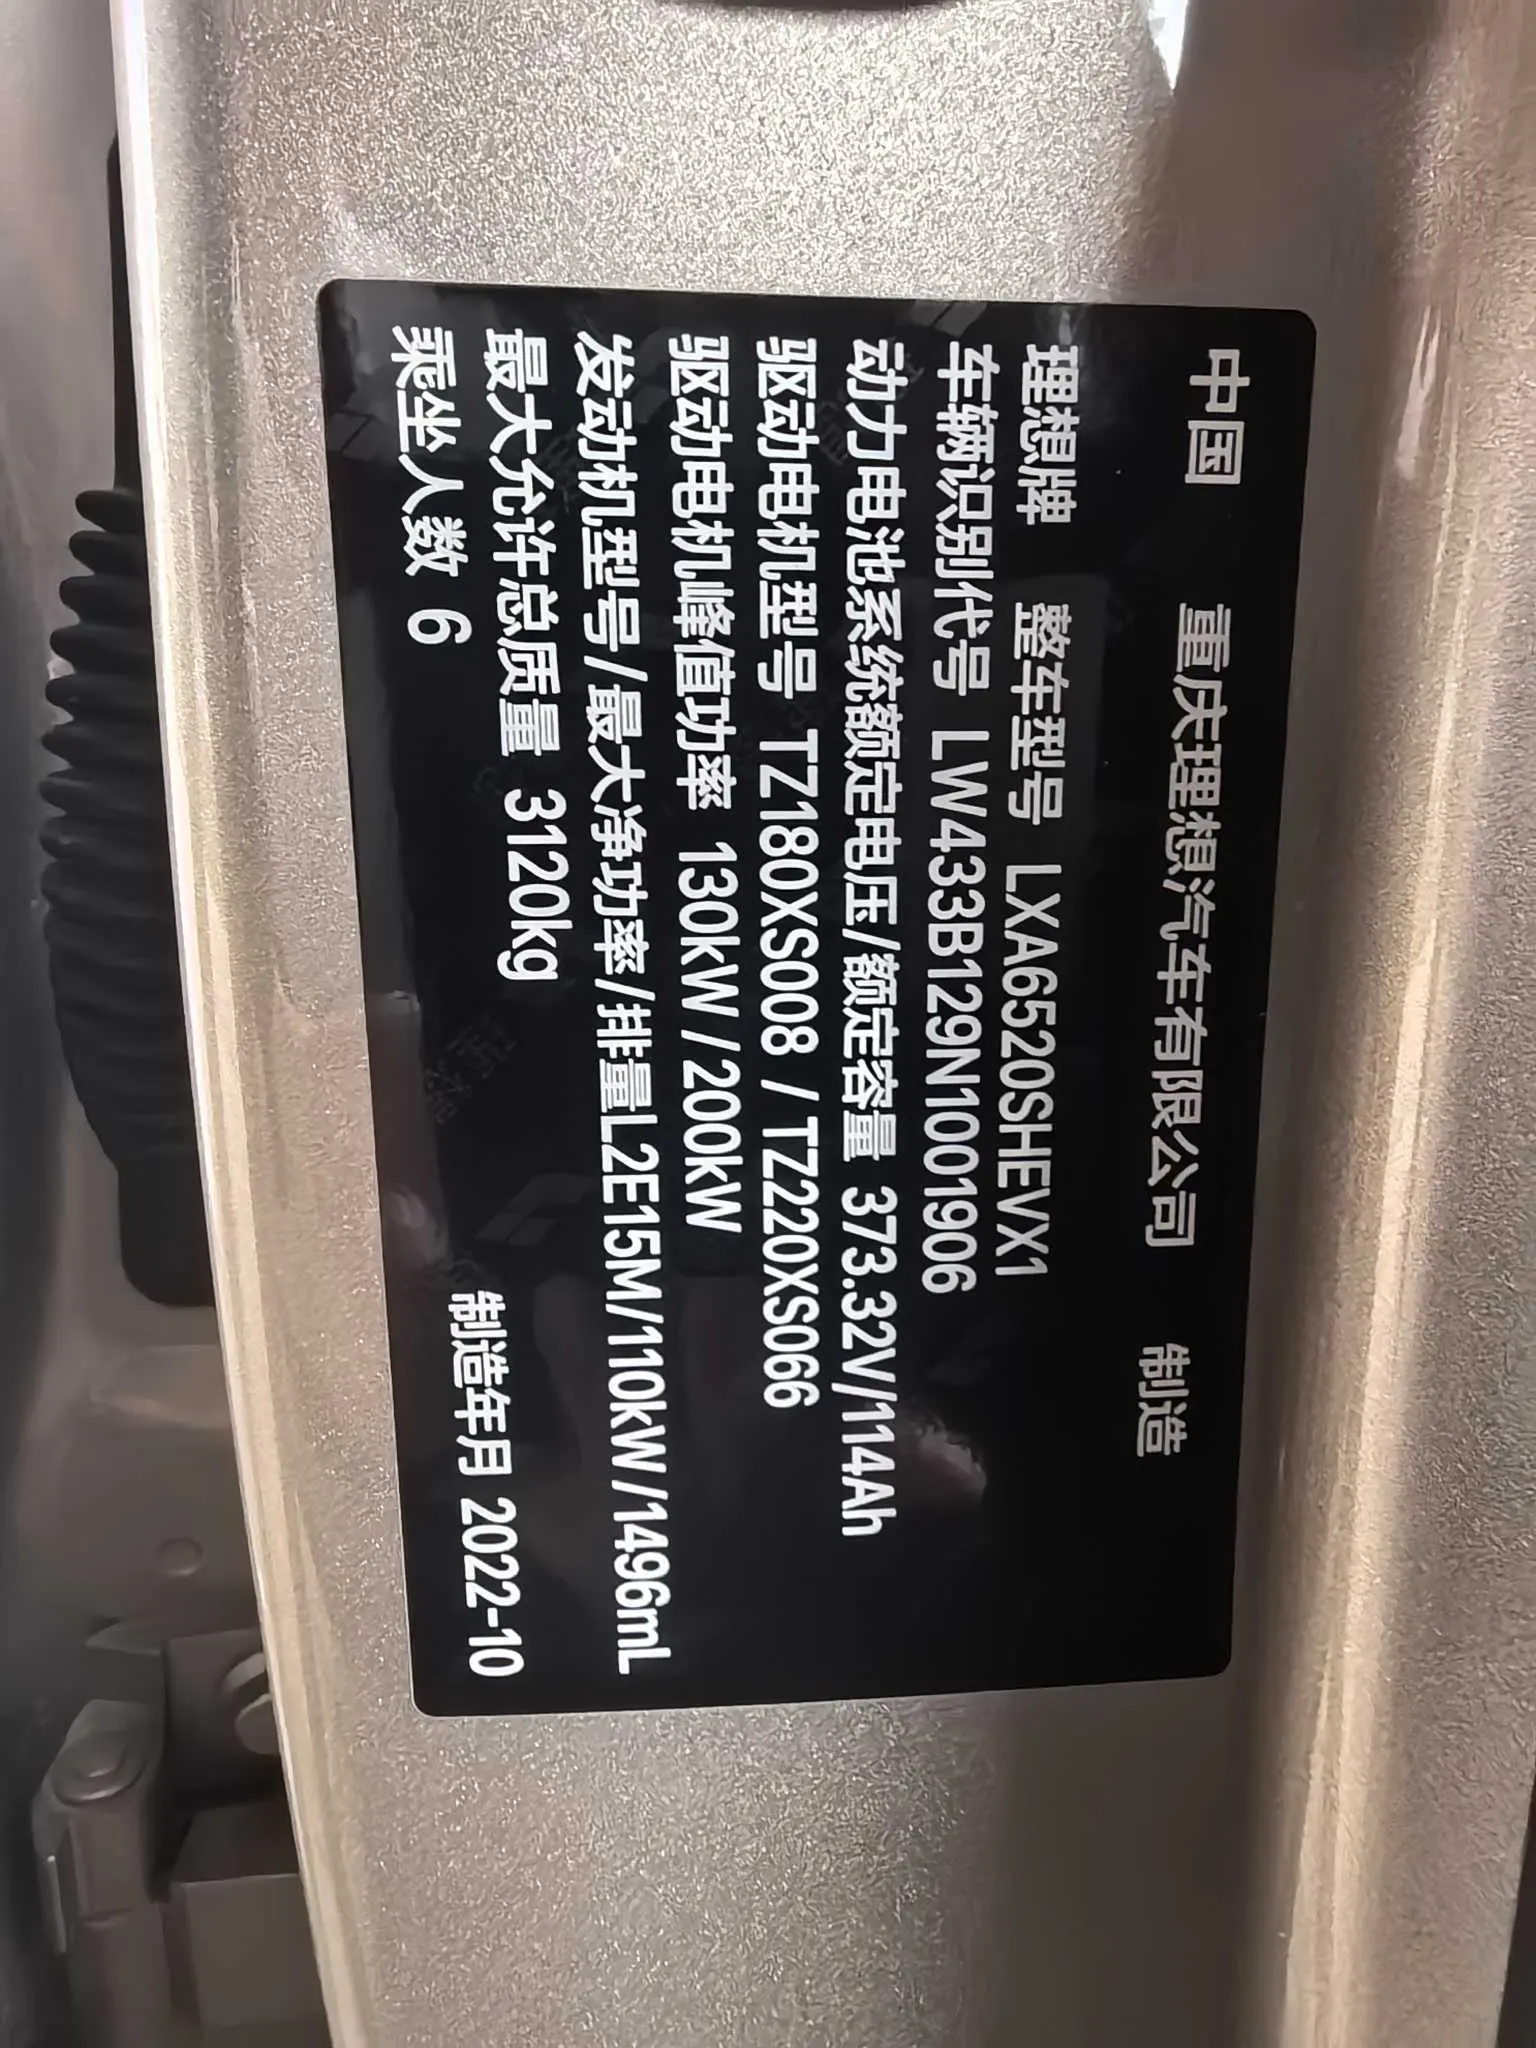 中国 重庆理想汽车有限公司 制造
理想牌 整车型号 LXA6520SHEVX1
车辆识别代号 LW433B129N1001906
动力电池系统额定电压/额定容量 373.32V/114Ah
驱动电机型号 TZ180XS008 / TZ220XS066
驱动电机峰值功率 130kW / 200kW
发动机型号/最大净功率/排量L2E15M/110kW/1496mL
最大允许总质量 3120kg
乘坐人数 6 制造年月 2022-10